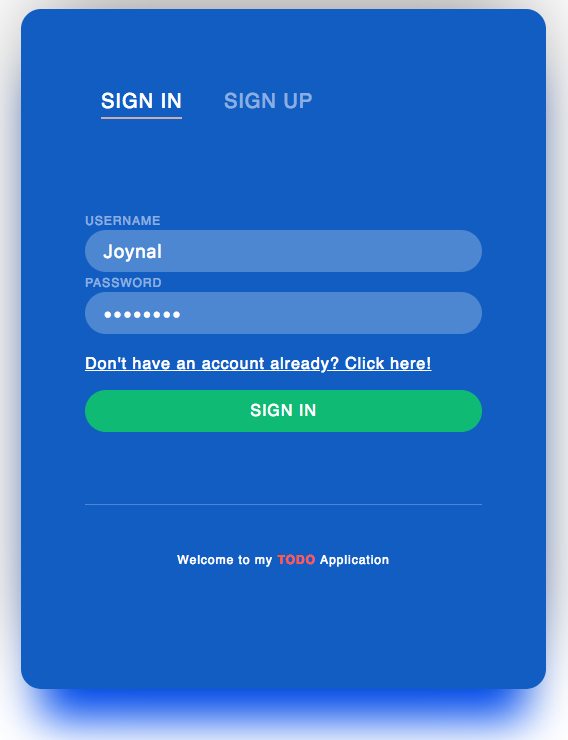 SIGN IN SIGN UP
USERNAME
Joynal
PASSWORD
••••••••
Don't have an account already? Click here!
SIGN IN
Welcome to my TODO Application